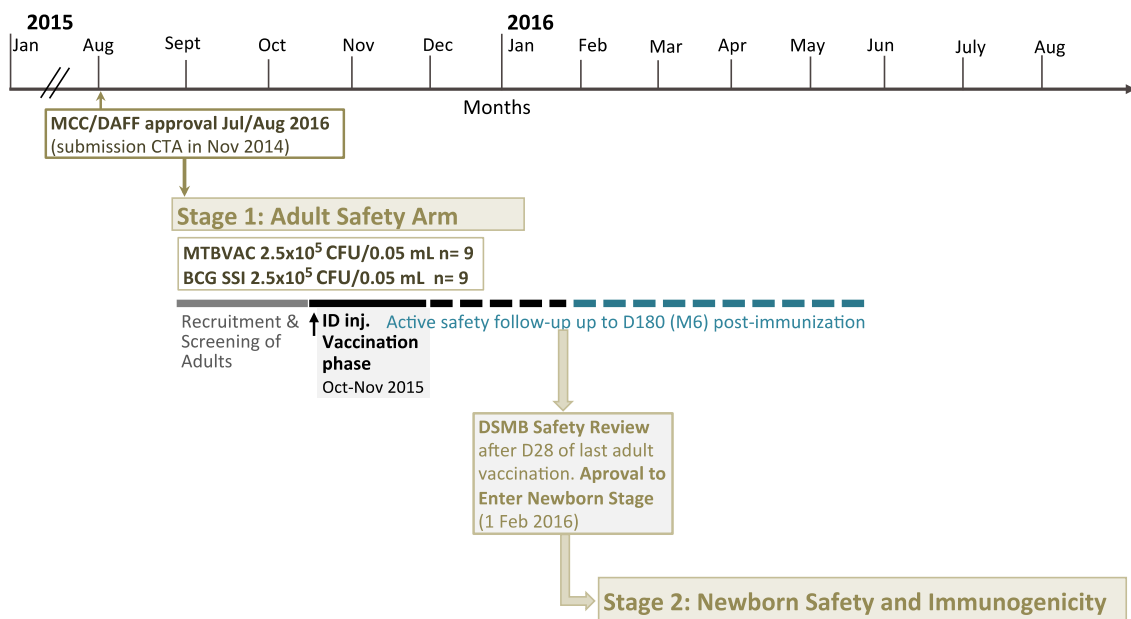 2015
2016
Jan
Aug
Sept
Oct
Nov
Dec
Jan
Feb
Mar
Apr
May
Jun
July
Aug
Months
MCC/DAFF approval Jul/Aug 2016
(submission CTA in Nov 2014)
Stage 1: Adult Safety Arm
MTBVAC 2.5x10⁵ CFU/0.05 mL n= 9
BCG SSI 2.5x10⁵ CFU/0.05 mL n= 9
Recruitment &
Screening of
Adults
ID inj.
Vaccination
phase
Oct-Nov 2015
Active safety follow-up up to D180 (M6) post-immunization
DSMB Safety Review
after D28 of last adult
vaccination. Aproval to
Enter Newborn Stage
(1 Feb 2016)
Stage 2: Newborn Safety and Immunogenicity